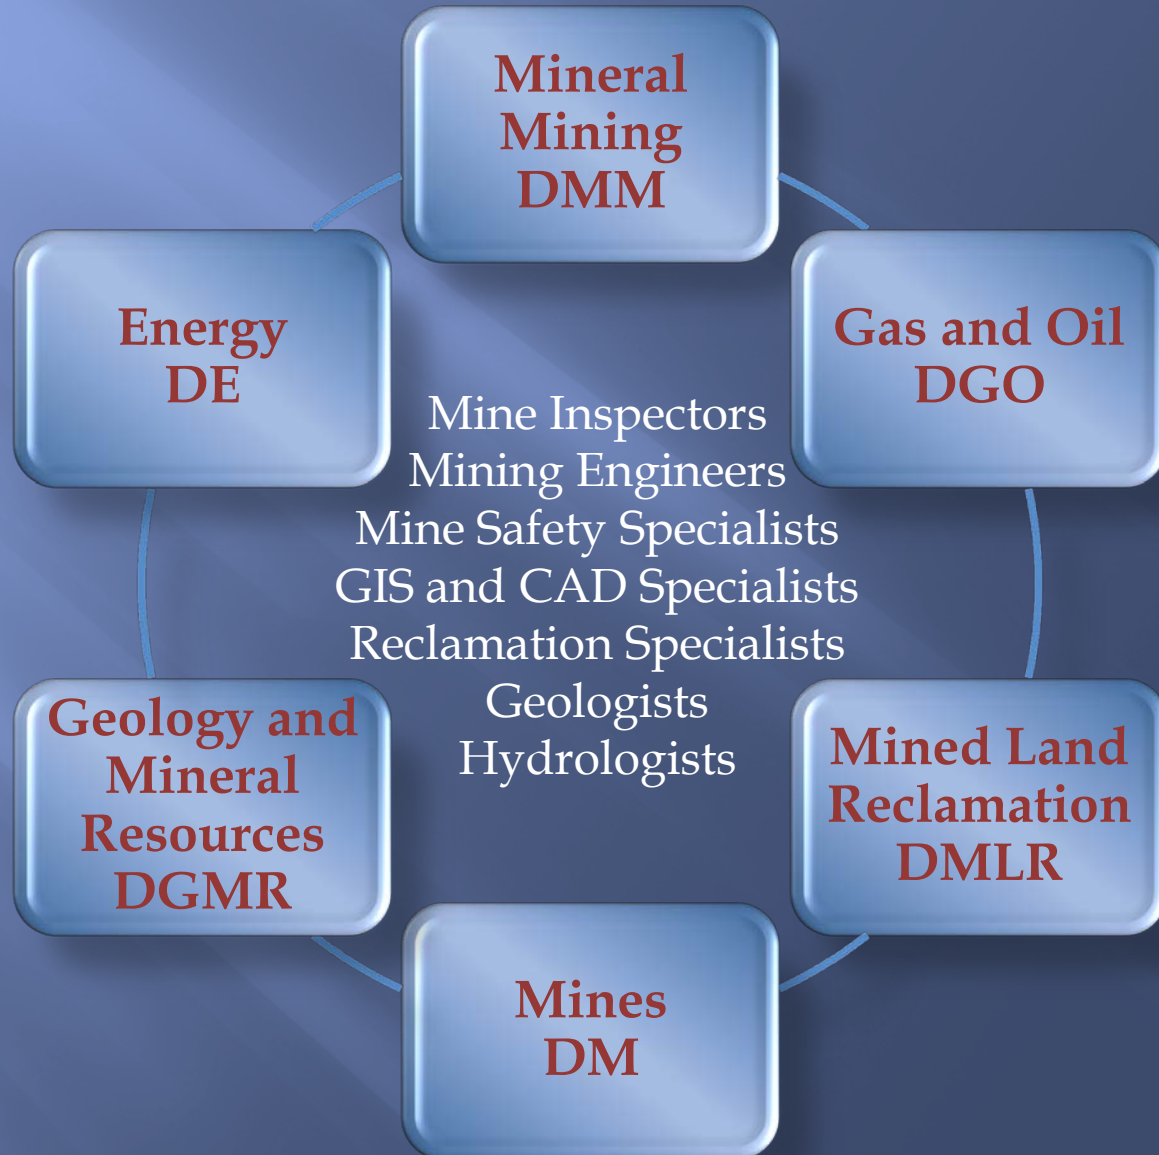 Mineral
Mining
DMM
Energy
DE
Gas and Oil
DGO
Mine Inspectors
Mining Engineers
Mine Safety Specialists
GIS and CAD Specialists
Reclamation Specialists
Geologists
Hydrologists
Geology and
Mineral
Resources
DGMR
Mined Land
Reclamation
DMLR
Mines
DM